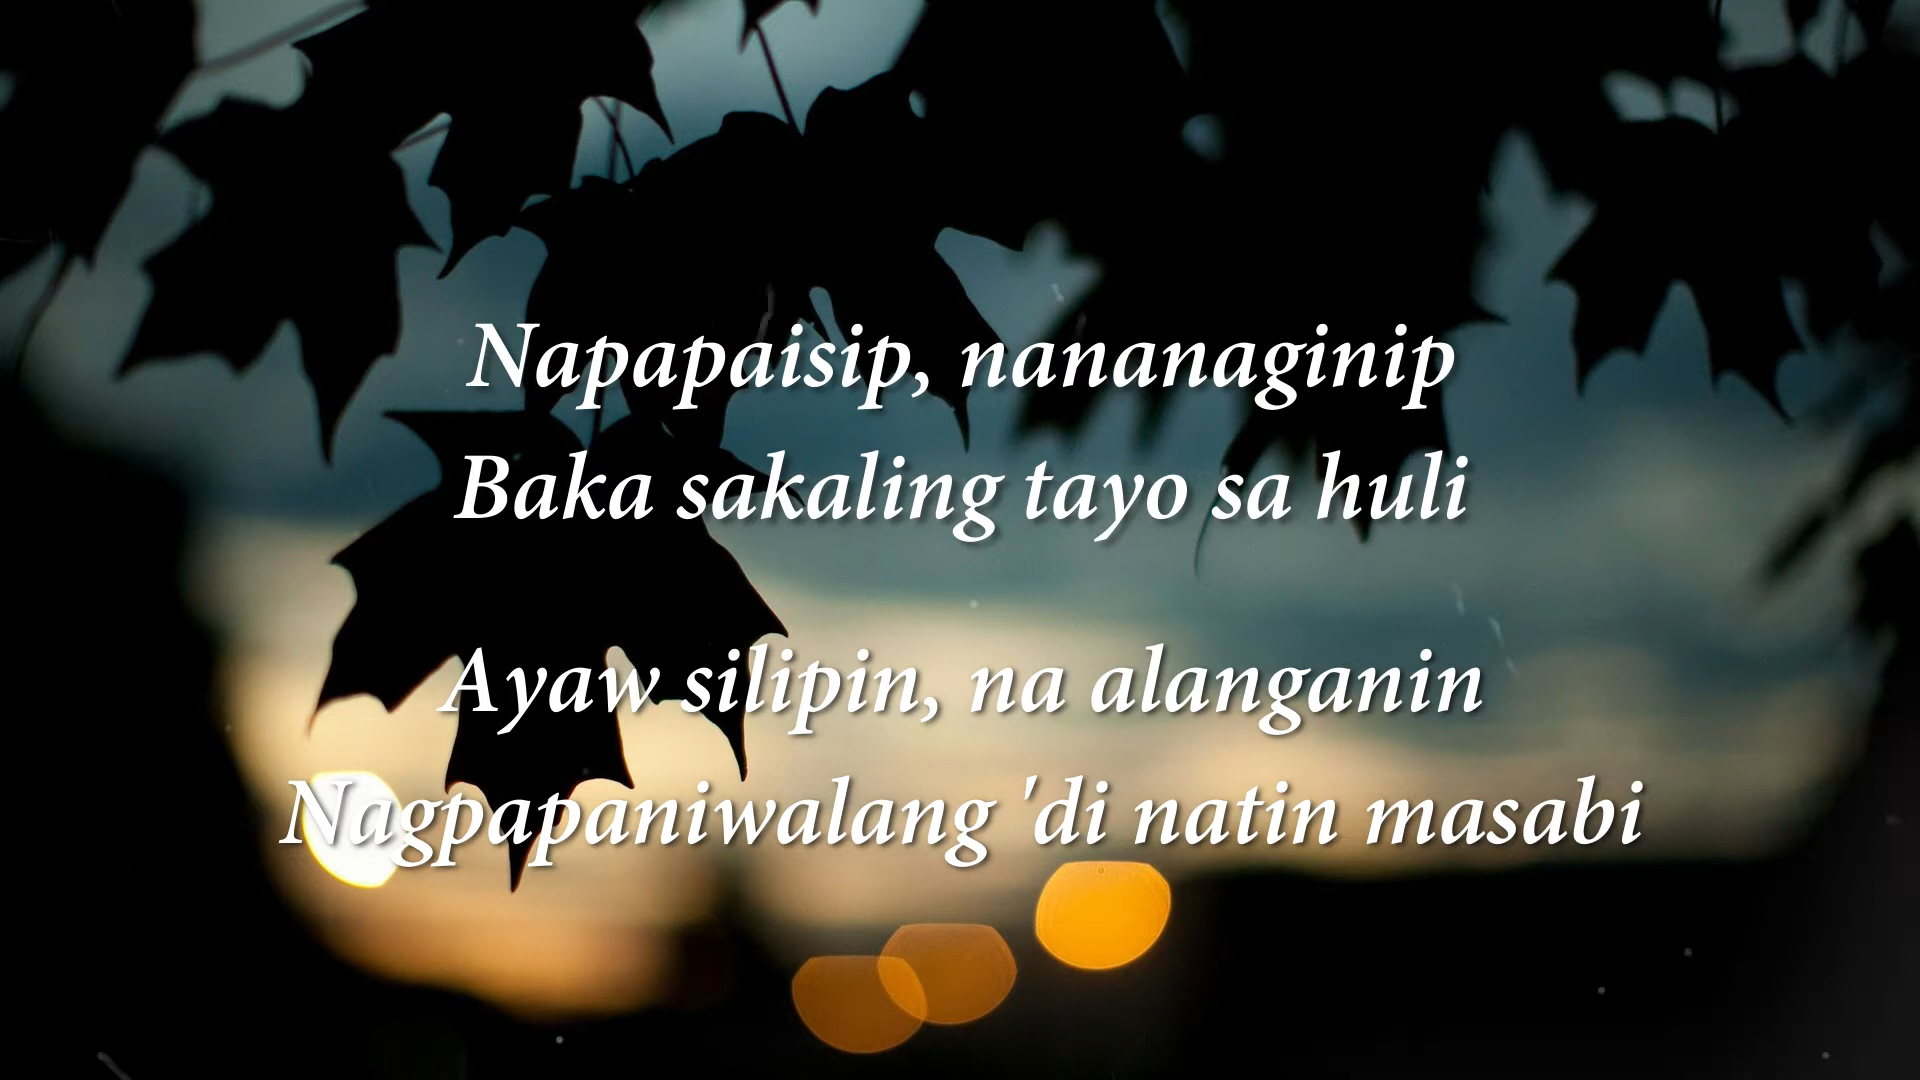 Napapaisip, nananaginip
Baka sakaling tayo sa huli
Ayaw silipin, na alanganin
Nagpapaniwalang 'di natin masabi